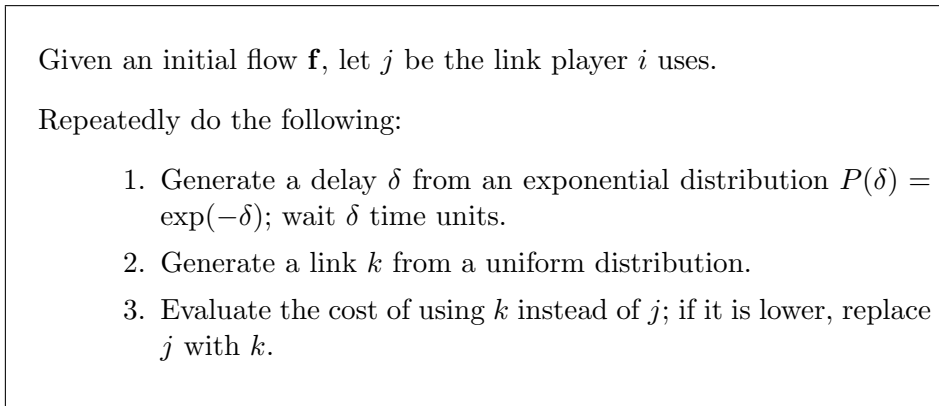 Given an initial flow f, let j be the link player i uses.
Repeatedly do the following:
1. Generate a delay δ from an exponential distribution P(δ) =
exp(−δ); wait δ time units.
2. Generate a link k from a uniform distribution.
3. Evaluate the cost of using k instead of j; if it is lower, replace
j with k.